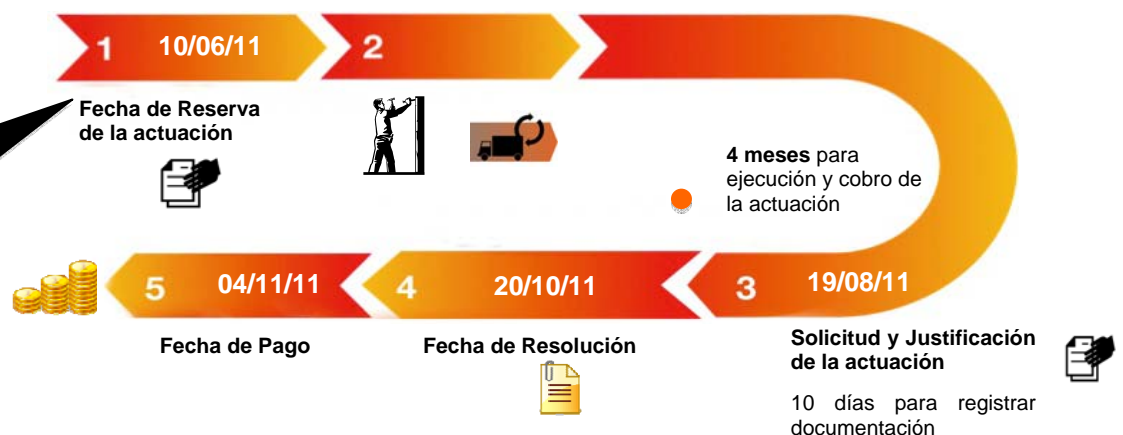 1 10/06/11
2
Fecha de Reserva
de la actuación
4 meses para
ejecución y cobro de
la actuación
5 04/11/11
4 20/10/11
3 19/08/11
Fecha de Pago
Fecha de Resolución
Solicitud y Justificación
de la actuación
10 días para registrar
documentación